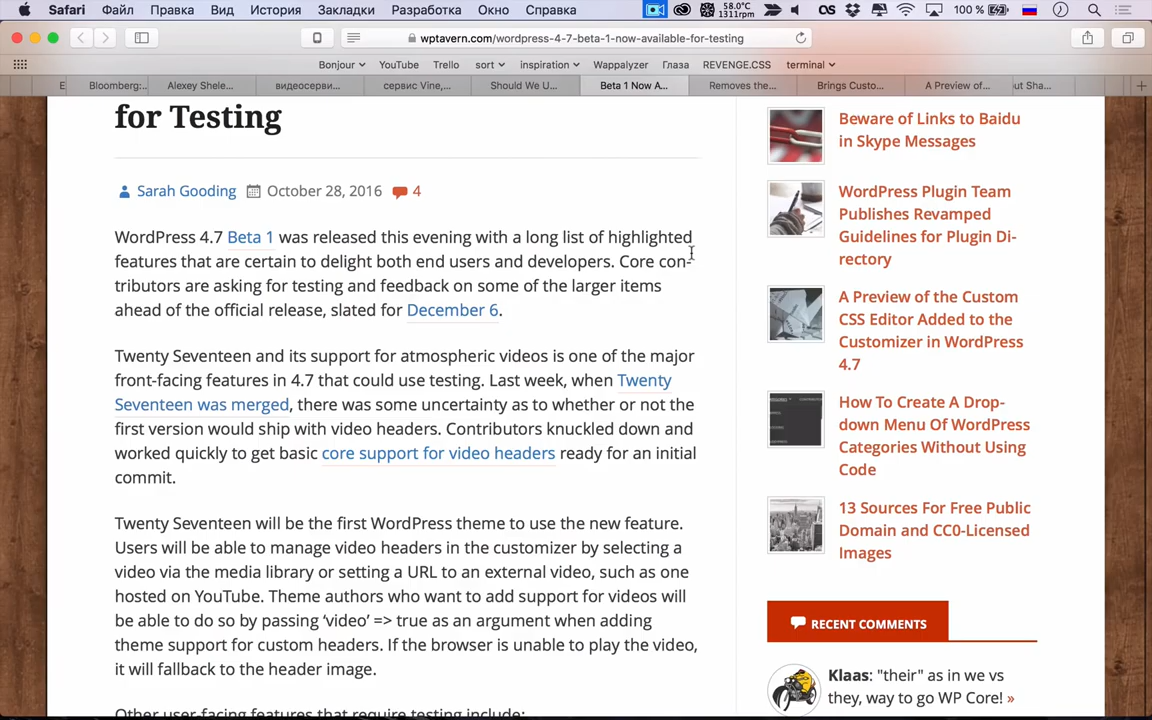 Safari Файл Правка Вид История Закладки Разработка Окно Справка 58.0°C 1311rpm 100 %
wptavern.com/wordpress-4-7-beta-1-now-available-for-testing
Bonjour YouTube Trello sort inspiration Wappalyzer Глаза REVENGE.CSS terminal
E Bloomberg:... Alexey Shele... видеосерви... сервис Vine,... Should We U... Beta 1 Now A... Removes the... Brings Custo... A Preview of... ut Sha...
for Testing
Sarah Gooding October 28, 2016 4
WordPress 4.7 Beta 1 was released this evening with a long list of highlighted
features that are certain to delight both end users and developers. Core con-
tributors are asking for testing and feedback on some of the larger items
ahead of the official release, slated for December 6.
Twenty Seventeen and its support for atmospheric videos is one of the major
front-facing features in 4.7 that could use testing. Last week, when Twenty
Seventeen was merged, there was some uncertainty as to whether or not the
first version would ship with video headers. Contributors knuckled down and
worked quickly to get basic core support for video headers ready for an initial
commit.
Twenty Seventeen will be the first WordPress theme to use the new feature.
Users will be able to manage video headers in the customizer by selecting a
video via the media library or setting a URL to an external video, such as one
hosted on YouTube. Theme authors who want to add support for videos will
be able to do so by passing ‘video’ => true as an argument when adding
theme support for custom headers. If the browser is unable to play the video,
it will fallback to the header image.
Other user-facing features that require testing include:
Beware of Links to Baidu
in Skype Messages
WordPress Plugin Team
Publishes Revamped
Guidelines for Plugin Di-
rectory
A Preview of the Custom
CSS Editor Added to the
Customizer in WordPress
4.7
How To Create A Drop-
down Menu Of WordPress
Categories Without Using
Code
13 Sources For Free Public
Domain and CC0-Licensed
Images
RECENT COMMENTS
Klaas: "their" as in we vs
they, way to go WP Core! »